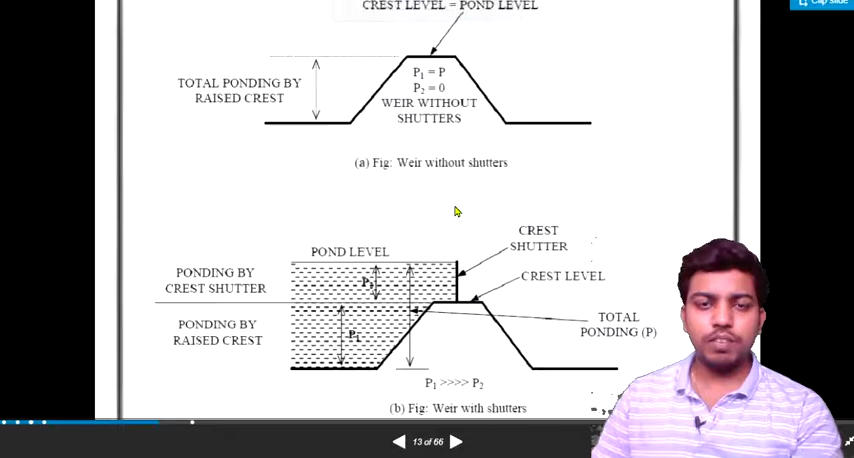 Clip slide
CREST LEVEL = POND LEVEL
TOTAL PONDING BY
RAISED CREST
P₁ = P
P₂ = 0
WEIR WITHOUT
SHUTTERS
(a) Fig: Weir without shutters
CREST
SHUTTER
POND LEVEL
CREST LEVEL
PONDING BY
CREST SHUTTER
P₂
TOTAL
PONDING (P)
PONDING BY
RAISED CREST
P₁
P₁ >>>> P₂
(b) Fig: Weir with shutters
13 of 66